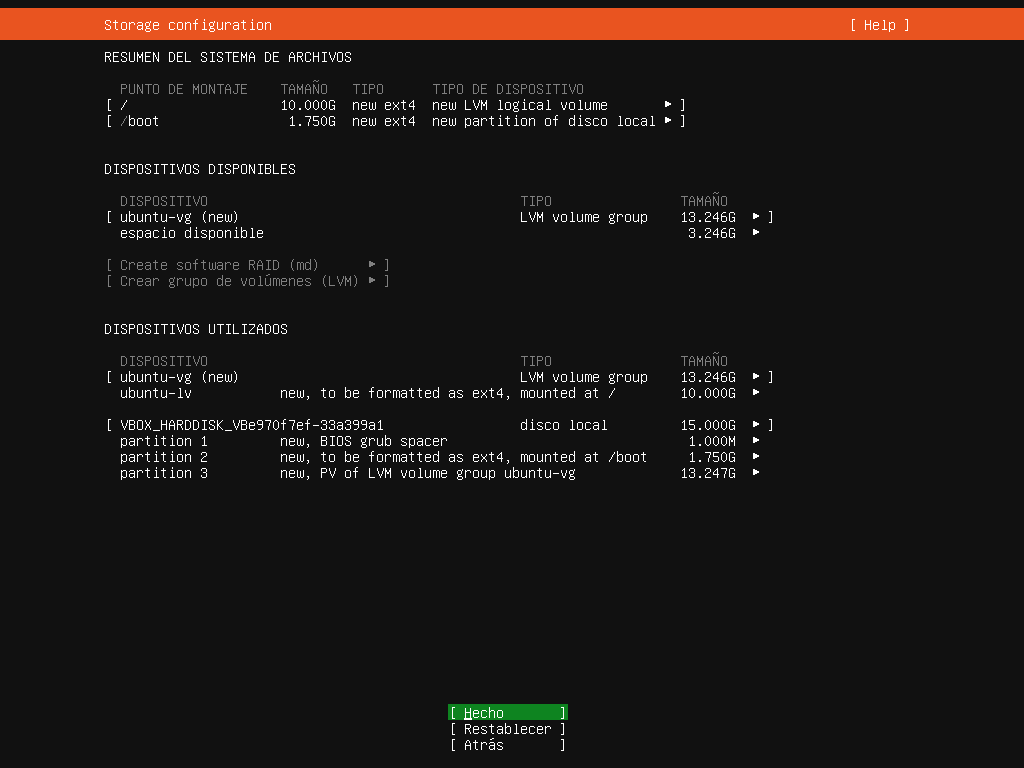 Storage configuration [ Help ]
RESUMEN DEL SISTEMA DE ARCHIVOS
PUNTO DE MONTAJE TAMAÑO TIPO TIPO DE DISPOSITIVO
[ / 10.000G new ext4 new LVM logical volume ▸ ]
[ /boot 1.750G new ext4 new partition of disco local ▸ ]
DISPOSITIVOS DISPONIBLES
DISPOSITIVO TIPO TAMAÑO
[ ubuntu-vg (new) LVM volume group 13.246G ▸ ]
espacio disponible 3.246G ▸
[ Create software RAID (md) ▸ ]
[ Crear grupo de volúmenes (LVM) ▸ ]
DISPOSITIVOS UTILIZADOS
DISPOSITIVO TIPO TAMAÑO
[ ubuntu-vg (new) LVM volume group 13.246G ▸ ]
ubuntu-lv new, to be formatted as ext4, mounted at / 10.000G ▸
[ VBOX_HARDDISK_VBe970f7ef-33a399a1 disco local 15.000G ▸ ]
partition 1 new, BIOS grub spacer 1.000M ▸
partition 2 new, to be formatted as ext4, mounted at /boot 1.750G ▸
partition 3 new, PV of LVM volume group ubuntu-vg 13.247G ▸
[ Hecho ]
[ Restablecer ]
[ Atrás ]